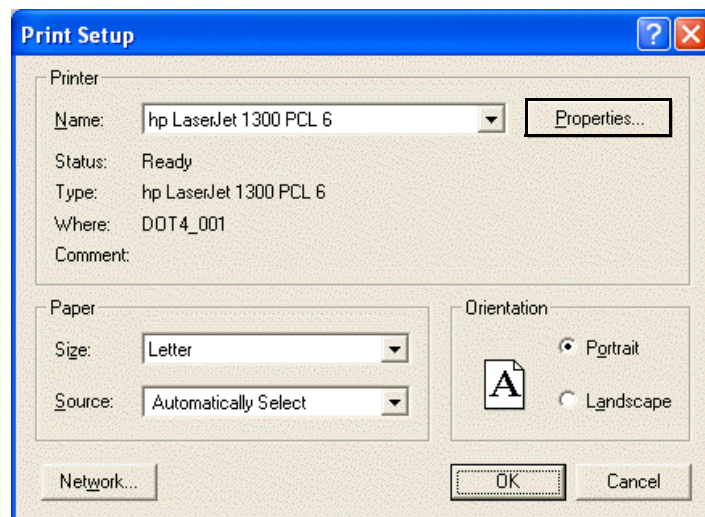 Print Setup
Printer
Name: hp LaserJet 1300 PCL 6 Properties...
Status: Ready
Type: hp LaserJet 1300 PCL 6
Where: DOT4_001
Comment:
Paper
Size: Letter
Source: Automatically Select
Orientation
A
Portrait
Landscape
Network... OK Cancel